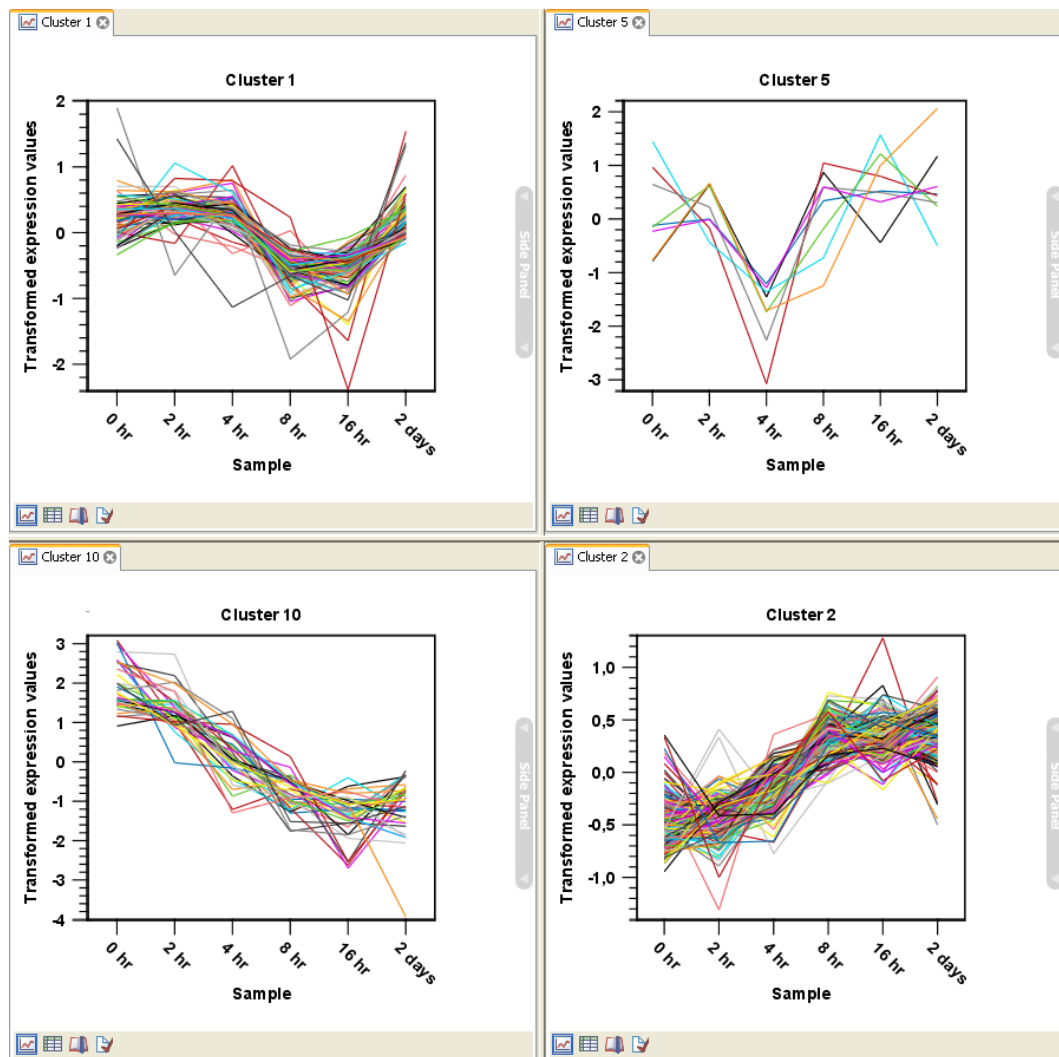 Cluster 1
Cluster 1
Transformed expression values
2
1
0
-1
-2
0 hr
2 hr
4 hr
8 hr
16 hr
2 days
Sample
Side Panel
Cluster 5
Cluster 5
Transformed expression values
2
1
0
-1
-2
-3
0 hr
2 hr
4 hr
8 hr
16 hr
2 days
Sample
Side Panel
Cluster 10
Cluster 10
Transformed expression values
3
2
1
0
-1
-2
-3
-4
0 hr
2 hr
4 hr
8 hr
16 hr
2 days
Sample
Side Panel
Cluster 2
Cluster 2
Transformed expression values
1,0
0,5
0,0
-0,5
-1,0
0 hr
2 hr
4 hr
8 hr
16 hr
2 days
Sample
Side Panel